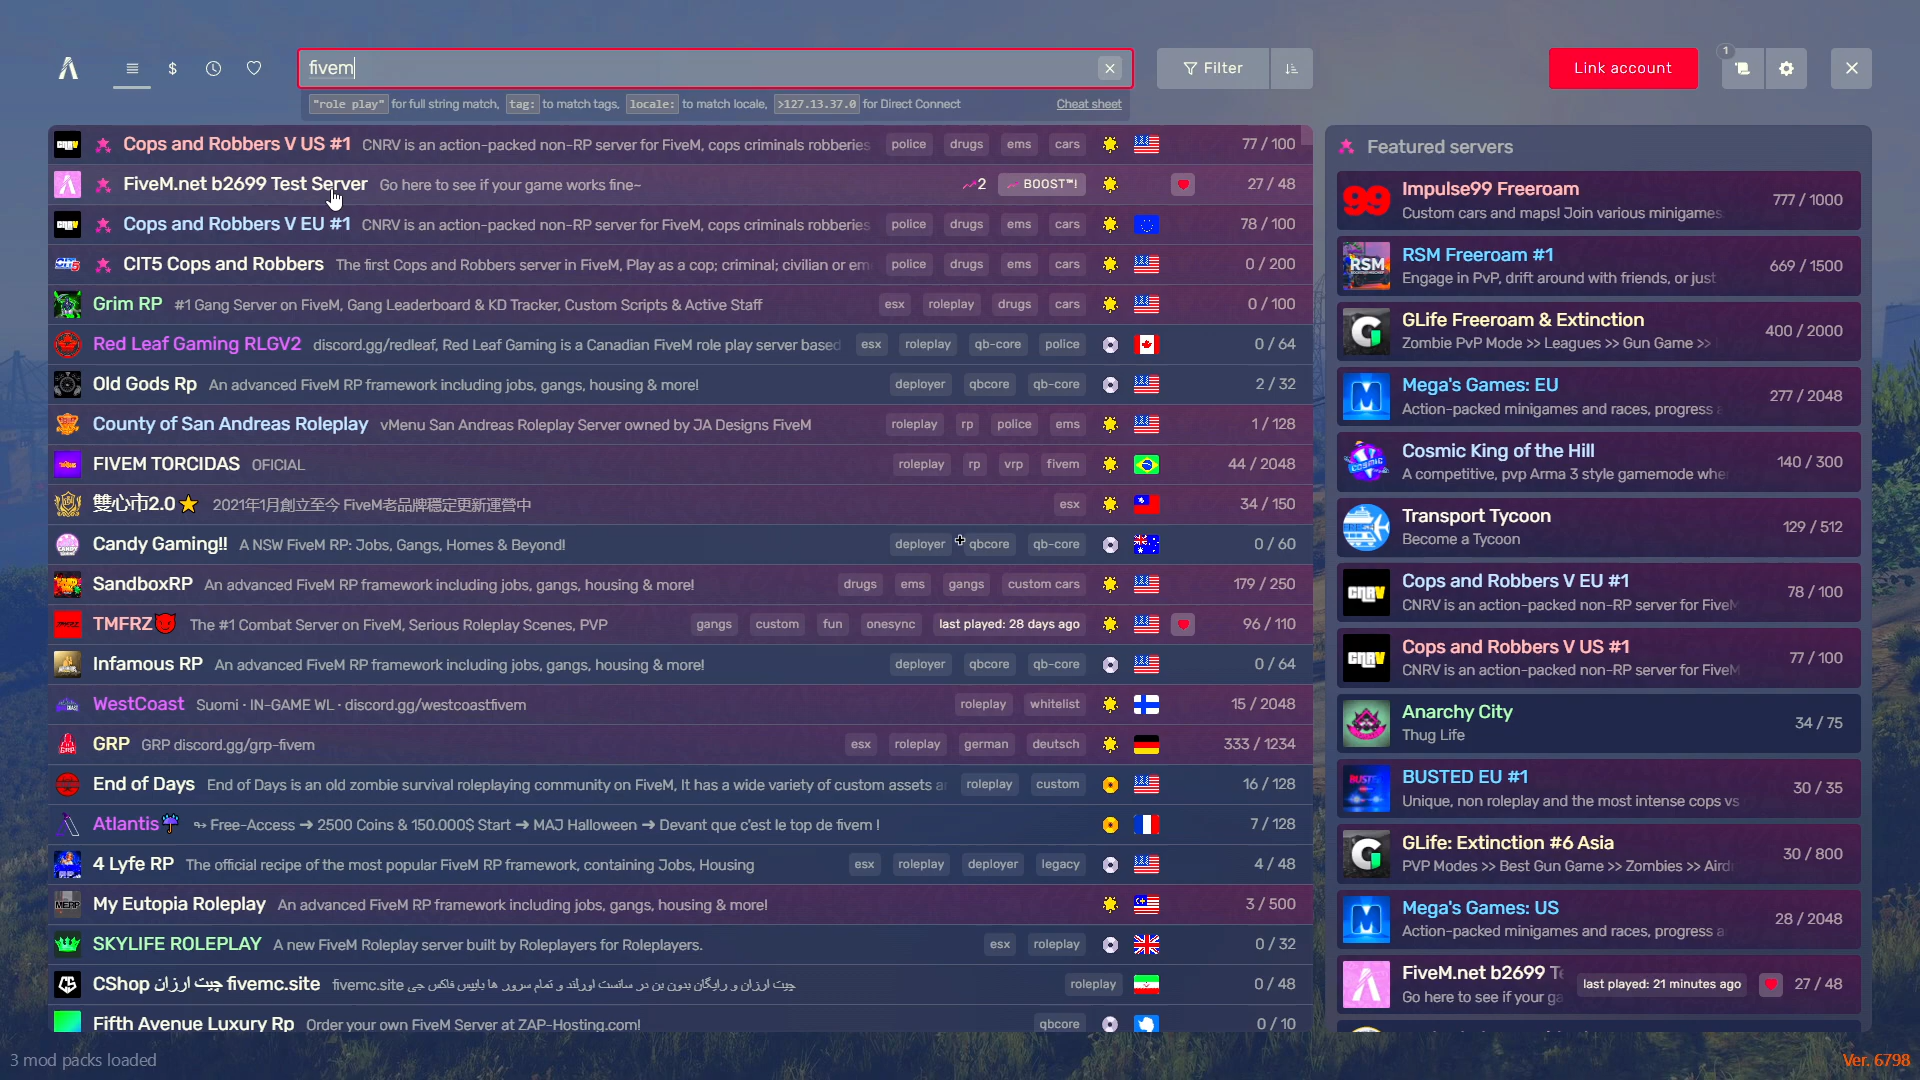 fivem
Filter
Link account
1
"role play" for full string match, tag: to match tags, locale: to match locale, >127.13.37.0 for Direct Connect
Cheat sheet
Cops and Robbers V US #1 CNRV is an action-packed non-RP server for FiveM, cops criminals robberies police drugs ems cars 77 / 100
FiveM.net b2699 Test Server Go here to see if your game works fine~ 2 BOOST™! 27 / 48
Cops and Robbers V EU #1 CNRV is an action-packed non-RP server for FiveM, cops criminals robberies police drugs ems cars 78 / 100
CIT5 Cops and Robbers The first Cops and Robbers server in FiveM, Play as a cop; criminal; civilian or em police drugs ems cars 0 / 200
Grim RP #1 Gang Server on FiveM, Gang Leaderboard & KD Tracker, Custom Scripts & Active Staff esx roleplay drugs cars 0 / 100
Red Leaf Gaming RLGV2 discord.gg/redleaf, Red Leaf Gaming is a Canadian FiveM role play server based esx roleplay qb-core police 0 / 64
Old Gods Rp An advanced FiveM RP framework including jobs, gangs, housing & more! deployer qbcore qb-core 2 / 32
County of San Andreas Roleplay vMenu San Andreas Roleplay Server owned by JA Designs FiveM roleplay rp police ems 1 / 128
FIVEM TORCIDAS OFICIAL roleplay rp vrp fivem 44 / 2048
雙心市2.0⭐ 2021年1月創立至今 FiveM老品牌穩定更新運營中 esx 34 / 150
Candy Gaming!! A NSW FiveM RP: Jobs, Gangs, Homes & Beyond! deployer qbcore qb-core 0 / 60
SandboxRP An advanced FiveM RP framework including jobs, gangs, housing & more! drugs ems gangs custom cars 179 / 250
TMFRZ😈 The #1 Combat Server on FiveM, Serious Roleplay Scenes, PVP gangs custom fun onesync last played: 28 days ago 96 / 110
Infamous RP An advanced FiveM RP framework including jobs, gangs, housing & more! deployer qbcore qb-core 0 / 64
WestCoast Suomi · IN-GAME WL · discord.gg/westcoastfivem roleplay whitelist 15 / 2048
GRP GRP discord.gg/grp-fivem esx roleplay german deutsch 333 / 1234
End of Days End of Days is an old zombie survival roleplaying community on FiveM, It has a wide variety of custom assets ar roleplay custom 16 / 128
Atlantis☔ ↬ Free-Access ➔ 2500 Coins & 150.000$ Start ➔ MAJ Halloween ➔ Devant que c'est le top de fivem ! 7 / 128
4 Lyfe RP The official recipe of the most popular FiveM RP framework, containing Jobs, Housing esx roleplay deployer legacy 4 / 48
My Eutopia Roleplay An advanced FiveM RP framework including jobs, gangs, housing & more! 3 / 500
SKYLIFE ROLEPLAY A new FiveM Roleplay server built by Roleplayers for Roleplayers. esx roleplay 0 / 32
CShop چیت ارزان fivemc.site fivemc.site چیت ارزان و رایگان بدون بن در سانست اورلند و تمام سرور ها بایپس فاکس جی roleplay 0 / 48
Fifth Avenue Luxury Rp Order your own FiveM Server at ZAP-Hosting.com! qbcore 0 / 10
Featured servers
Impulse99 Freeroam
Custom cars and maps! Join various minigames
777 / 1000
RSM Freeroam #1
Engage in PvP, drift around with friends, or just
669 / 1500
GLife Freeroam & Extinction
Zombie PvP Mode >> Leagues >> Gun Game >>
400 / 2000
Mega's Games: EU
Action-packed minigames and races, progress a
277 / 2048
Cosmic King of the Hill
A competitive, pvp Arma 3 style gamemode whe
140 / 300
Transport Tycoon
Become a Tycoon
129 / 512
Cops and Robbers V EU #1
CNRV is an action-packed non-RP server for FiveM
78 / 100
Cops and Robbers V US #1
CNRV is an action-packed non-RP server for FiveM
77 / 100
Anarchy City
Thug Life
34 / 75
BUSTED EU #1
Unique, non roleplay and the most intense cops vs
30 / 35
GLife: Extinction #6 Asia
PVP Modes >> Best Gun Game >> Zombies >> Aird
30 / 800
Mega's Games: US
Action-packed minigames and races, progress a
28 / 2048
FiveM.net b2699 Te
Go here to see if your ga
last played: 21 minutes ago
27 / 48
3 mod packs loaded
Ver. 6798